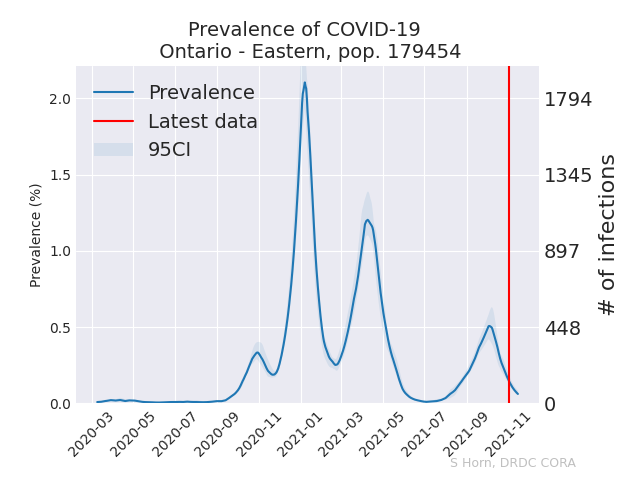 Prevalence of COVID-19
Ontario - Eastern, pop. 179454
Prevalence
Latest data
95CI
Prevalence (%)
2.0
1.5
1.0
0.5
0.0
1794
1345
897
448
0
# of infections
2020-03
2020-05
2020-07
2020-09
2020-11
2021-01
2021-03
2021-05
2021-07
2021-09
2021-11
S Horn, DRDC CORA